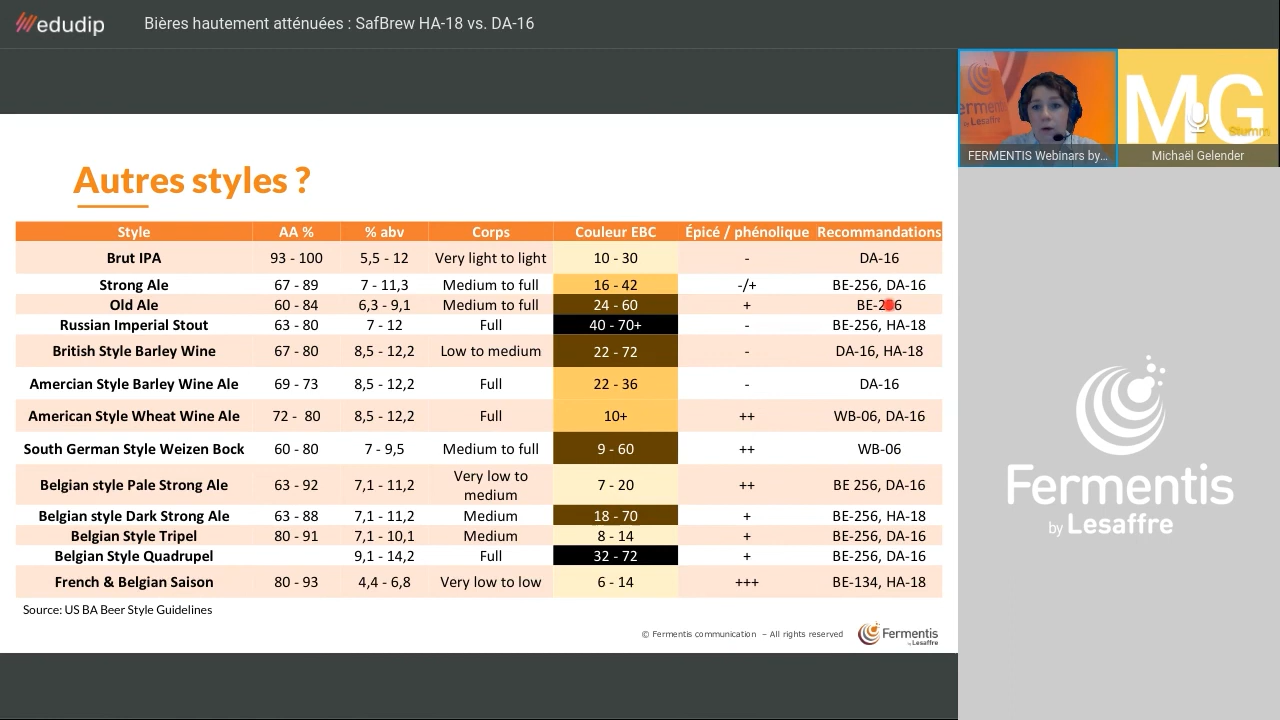 edudip
Bières hautement atténuées : SafBrew HA-18 vs. DA-16
Fermentis
by Lesaffre
MG
Stumm
FERMENTIS Webinars by...
Michaël Gelender
Autres styles ?
Style AA % % abv Corps Couleur EBC Épicé / phénolique Recommandations
Brut IPA 93 - 100 5,5 - 12 Very light to light 10 - 30 - DA-16
Strong Ale 67 - 89 7 - 11,3 Medium to full 16 - 42 -/+ BE-256, DA-16
Old Ale 60 - 84 6,3 - 9,1 Medium to full 24 - 60 + BE-256
Russian Imperial Stout 63 - 80 7 - 12 Full 40 - 70+ - BE-256, HA-18
British Style Barley Wine 67 - 80 8,5 - 12,2 Low to medium 22 - 72 - DA-16, HA-18
Amercian Style Barley Wine Ale 69 - 73 8,5 - 12,2 Full 22 - 36 - DA-16
American Style Wheat Wine Ale 72 - 80 8,5 - 12,2 Full 10+ ++ WB-06, DA-16
South German Style Weizen Bock 60 - 80 7 - 9,5 Medium to full 9 - 60 ++ WB-06
Belgian style Pale Strong Ale 63 - 92 7,1 - 11,2 Very low to medium 7 - 20 ++ BE 256, DA-16
Belgian style Dark Strong Ale 63 - 88 7,1 - 11,2 Medium 18 - 70 + BE-256, HA-18
Belgian Style Tripel 80 - 91 7,1 - 10,1 Medium 8 - 14 + BE-256, DA-16
Belgian Style Quadrupel 9,1 - 14,2 Full 32 - 72 + BE-256, DA-16
French & Belgian Saison 80 - 93 4,4 - 6,8 Very low to low 6 - 14 +++ BE-134, HA-18
Source: US BA Beer Style Guidelines
© Fermentis communication – All rights reserved
Fermentis
by Lesaffre
Fermentis
by Lesaffre